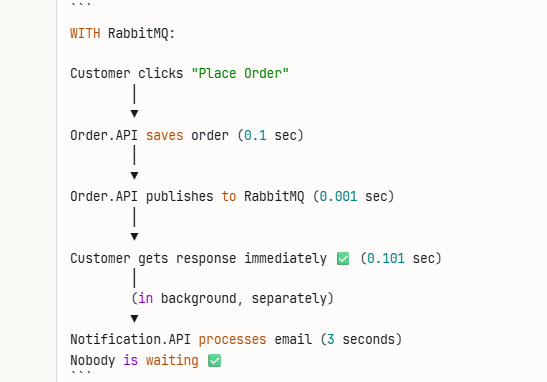 ```
WITH RabbitMQ:
Customer clicks "Place Order"
│
▼
Order.API saves order (0.1 sec)
│
▼
Order.API publishes to RabbitMQ (0.001 sec)
│
▼
Customer gets response immediately ✅ (0.101 sec)
│
(in background, separately)
▼
Notification.API processes email (3 seconds)
Nobody is waiting ✅
```